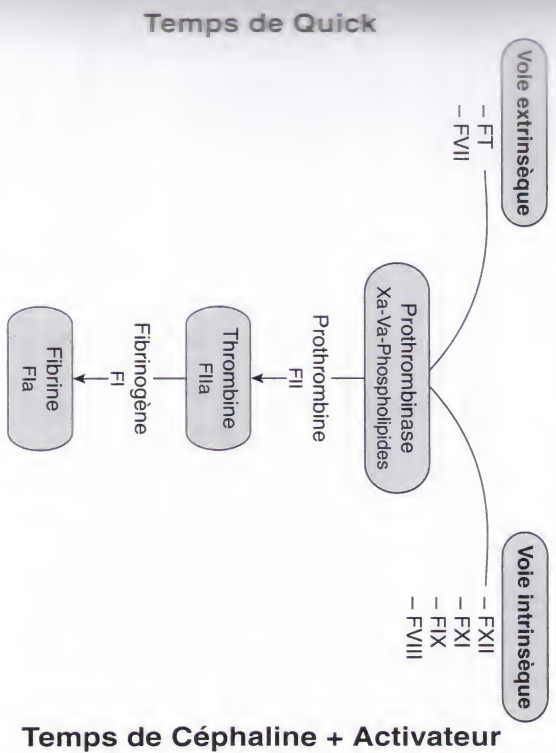 Temps de Quick
Voie extrinsèque
– FT
– FVII
Voie intrinsèque
– FXII
– FXI
– FIX
– FVIII
Prothrombinase
Xa-Va-Phospholipides
Prothrombine
FII
Thrombine
FIIa
Fibrinogène
FI
Fibrine
FIa
Temps de Céphaline + Activateur